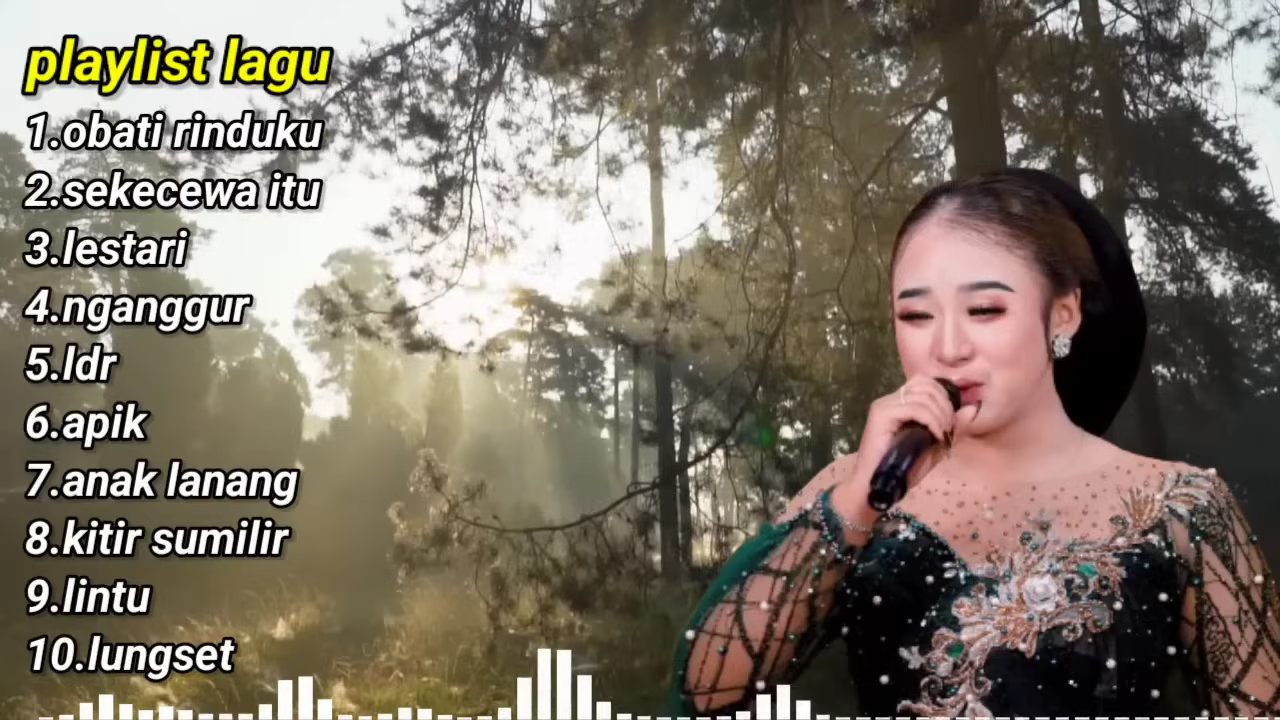 playlist lagu
1.obati rinduku
2.sekecewa itu
3.lestari
4.nganggur
5.ldr
6.apik
7.anak lanang
8.kitir sumilir
9.lintu
10.lungset